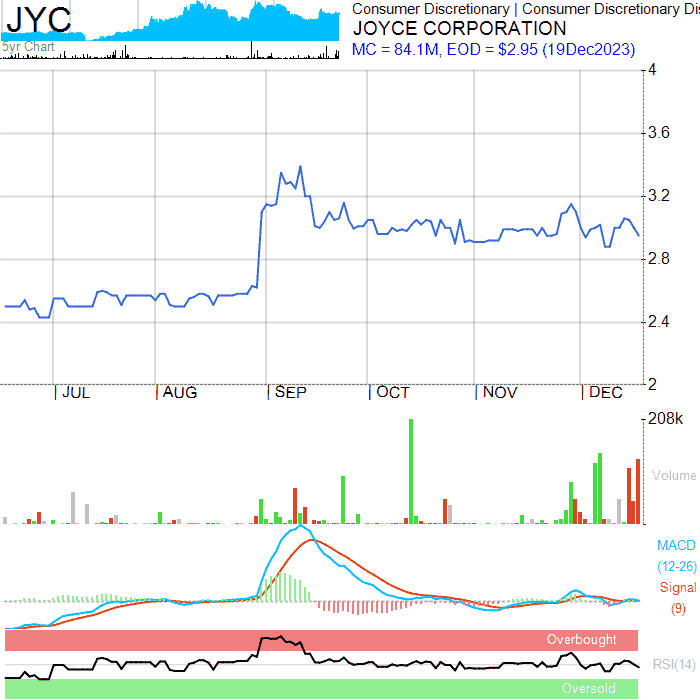 JYC
5yr Chart
Consumer Discretionary | Consumer Discretionary Dis
JOYCE CORPORATION
MC = 84.1M, EOD = $2.95 (19Dec2023)
4
3.6
3.2
2.8
2.4
2
JUL AUG SEP OCT NOV DEC
208k
Volume
MACD
(12-26)
Signal
(9)
Overbought
RSI(14)
Oversold